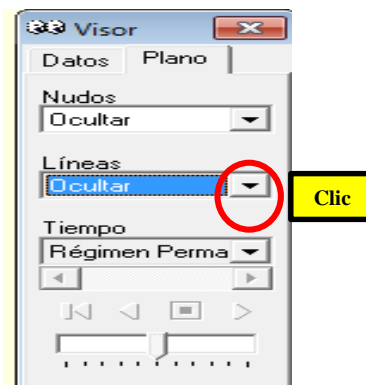 Visor
Datos Plano
Nudos
Ocultar
Líneas
Ocultar
Clic
Tiempo
Régimen Perma